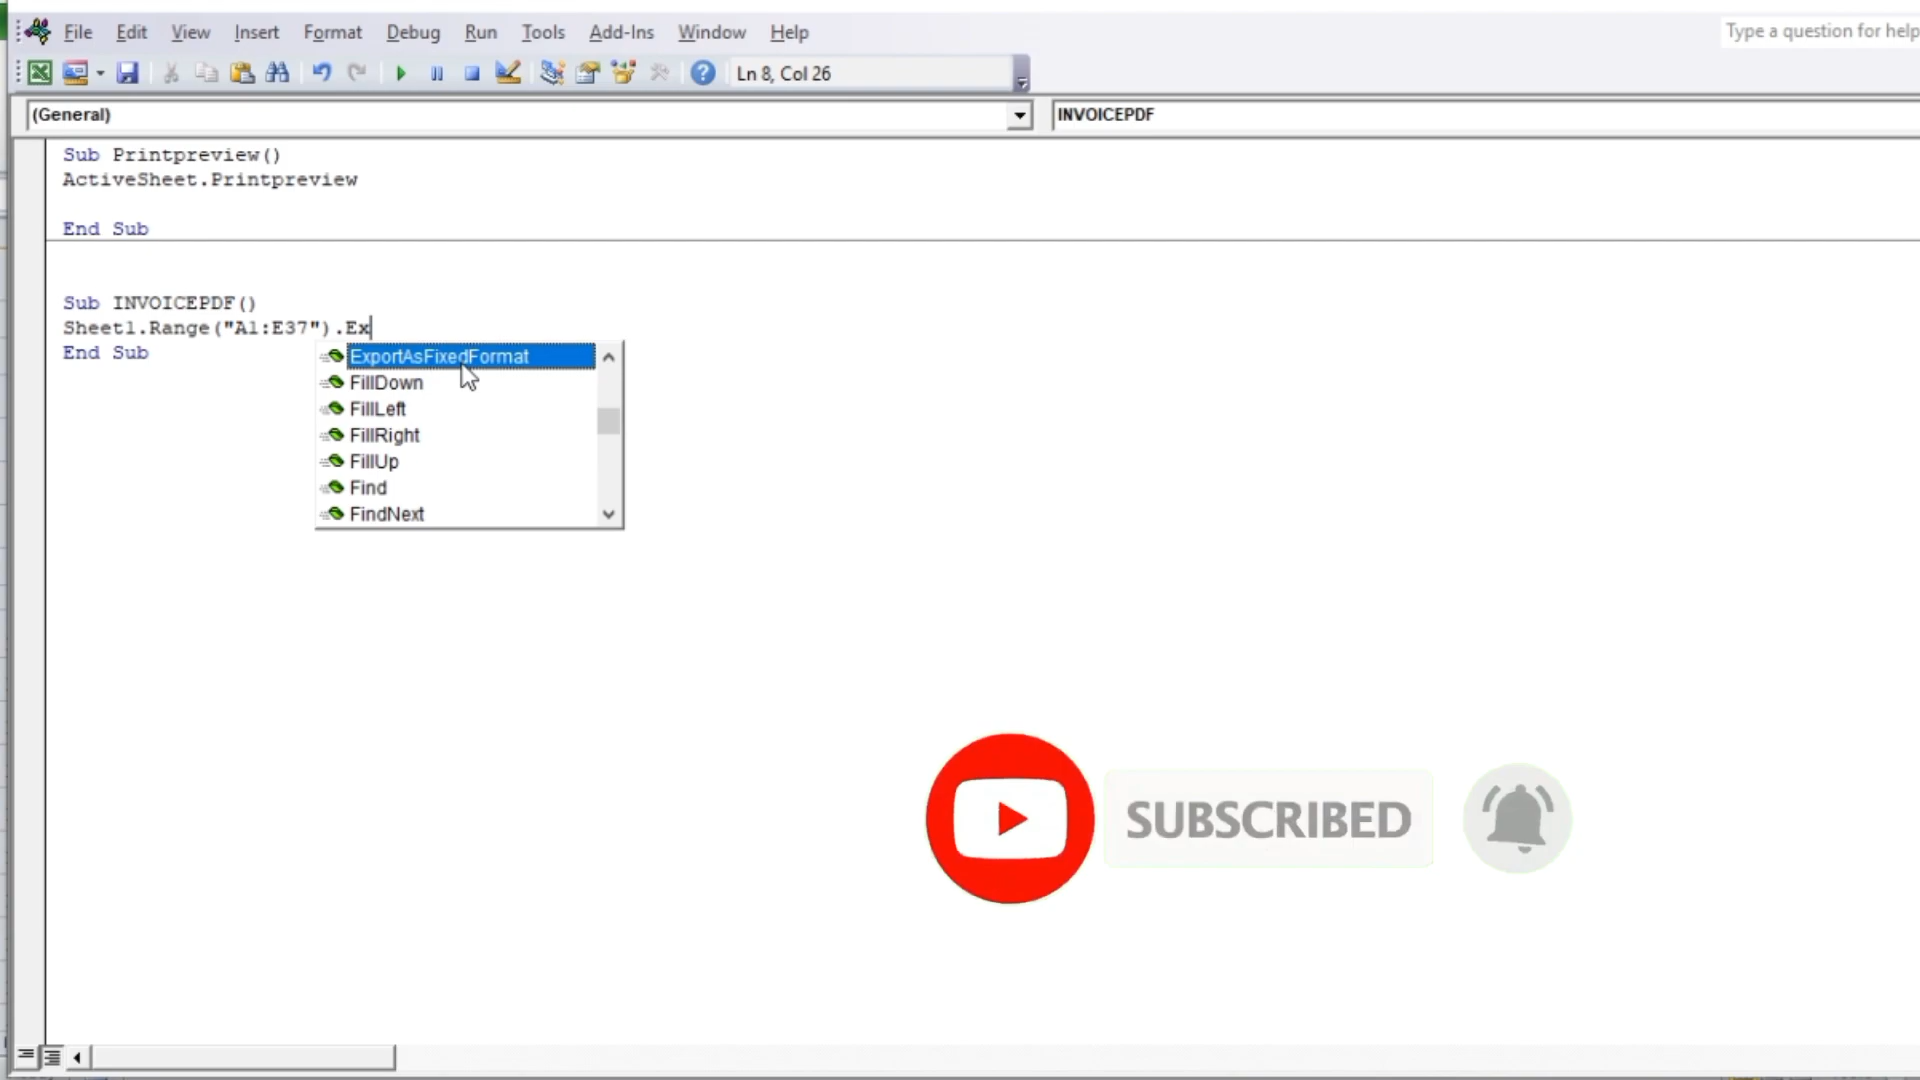 File Edit View Insert Format Debug Run Tools Add-Ins Window Help Type a question for help
Ln 8, Col 26
(General) INVOICEPDF
Sub Printpreview()
ActiveSheet.Printpreview
End Sub
Sub INVOICEPDF()
Sheet1.Range("A1:E37").Ex
End Sub
ExportAsFixedFormat
FillDown
FillLeft
FillRight
FillUp
Find
FindNext
SUBSCRIBED